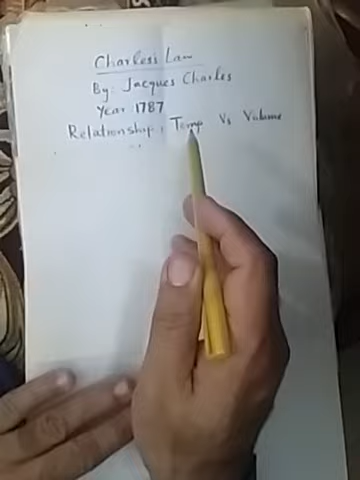 Charles's Law
By: Jacques Charles
Year 1787
Relationship: Temp Vs Volume